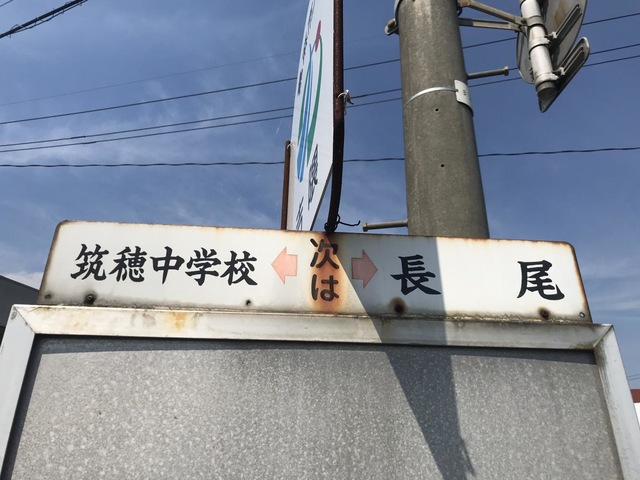 筑穂中学校 ← 次は → 長尾